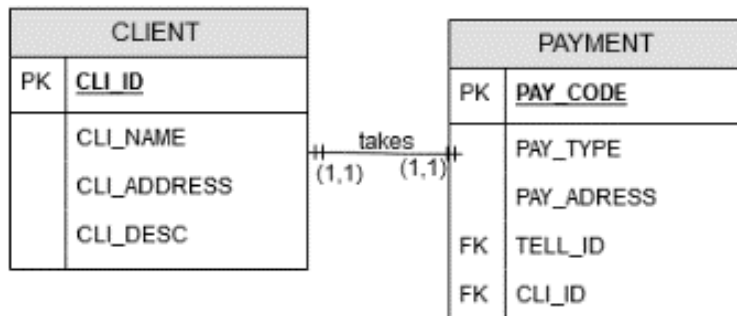 CLIENT
PK CLI_ID
CLI_NAME
CLI_ADDRESS
CLI_DESC
takes
(1,1) (1,1)
PAYMENT
PK PAY_CODE
PAY_TYPE
PAY_ADRESS
FK TELL_ID
FK CLI_ID